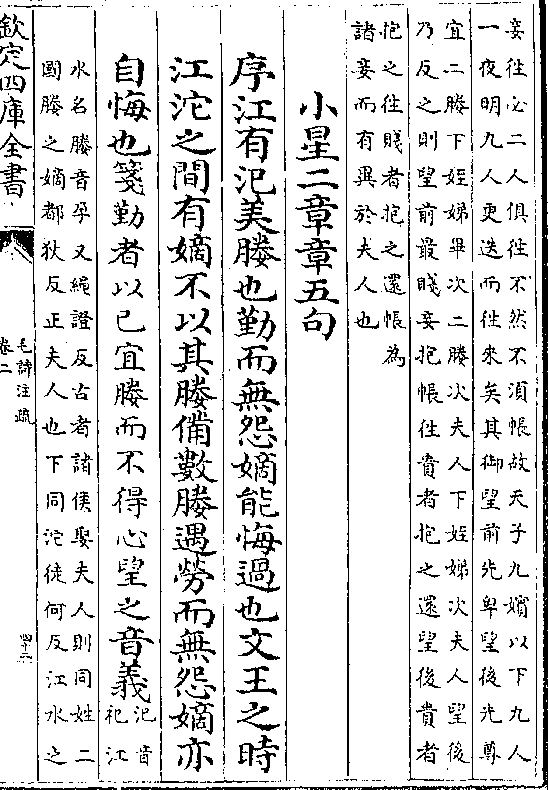 妾往必二人俱往不然不須帳故天子九嬪以下九人
一夜明九人更迭而往來矣其御望前先卑望後先尊
宜二媵下姪娣畢次二媵次夫人下姪娣次夫人望後
乃反之則望前最賤妾抱帳往貴者抱之還望後貴者
抱之往賤者抱之還帳為
諸妾而有異於夫人也
小星二章章五句
序江有汜美媵也勤而無怨嫡能悔過也文王之時
江沱之間有嫡不以其媵備數媵遇勞而無怨嫡亦
自悔也箋勤者以己宜媵而不得心望之音義
汜音
祀江
水名媵音孕又繩證反古者諸侯娶夫人則同姓二
國媵之嫡都狄反正夫人也下同沱徒何反江水之
欽定四庫全書
毛詩注疏
卷二
四十二